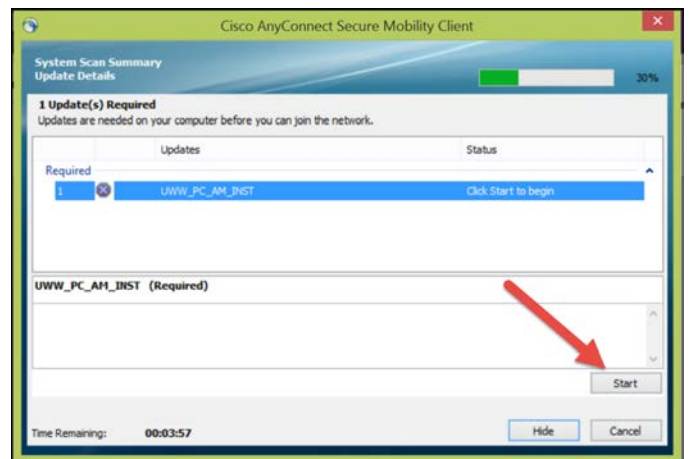 Cisco AnyConnect Secure Mobility Client
System Scan Summary
Update Details
30%
1 Update(s) Required
Updates are needed on your computer before you can join the network.
Updates Status
Required
1 UWW_PC_AM_INST Click Start to begin
UWW_PC_AM_INST (Required)
Start
Time Remaining: 00:03:57 Hide Cancel